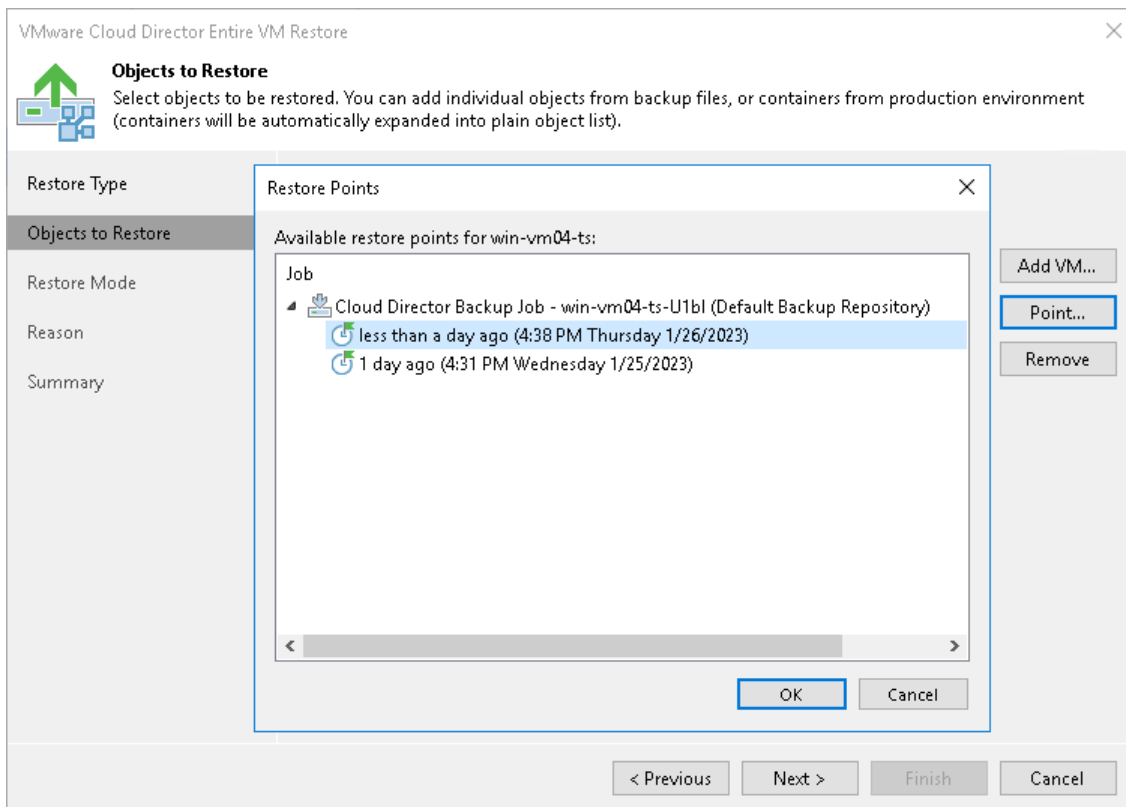 VMware Cloud Director Entire VM Restore
Objects to Restore
Select objects to be restored. You can add individual objects from backup files, or containers from production environment
(containers will be automatically expanded into plain object list).
Restore Type
Objects to Restore
Restore Mode
Reason
Summary
Restore Points
Available restore points for win-vm04-ts:
Job
Cloud Director Backup Job - win-vm04-ts-U1bI (Default Backup Repository)
less than a day ago (4:38 PM Thursday 1/26/2023)
1 day ago (4:31 PM Wednesday 1/25/2023)
OK
Cancel
Add VM...
Point...
Remove
< Previous
Next >
Finish
Cancel